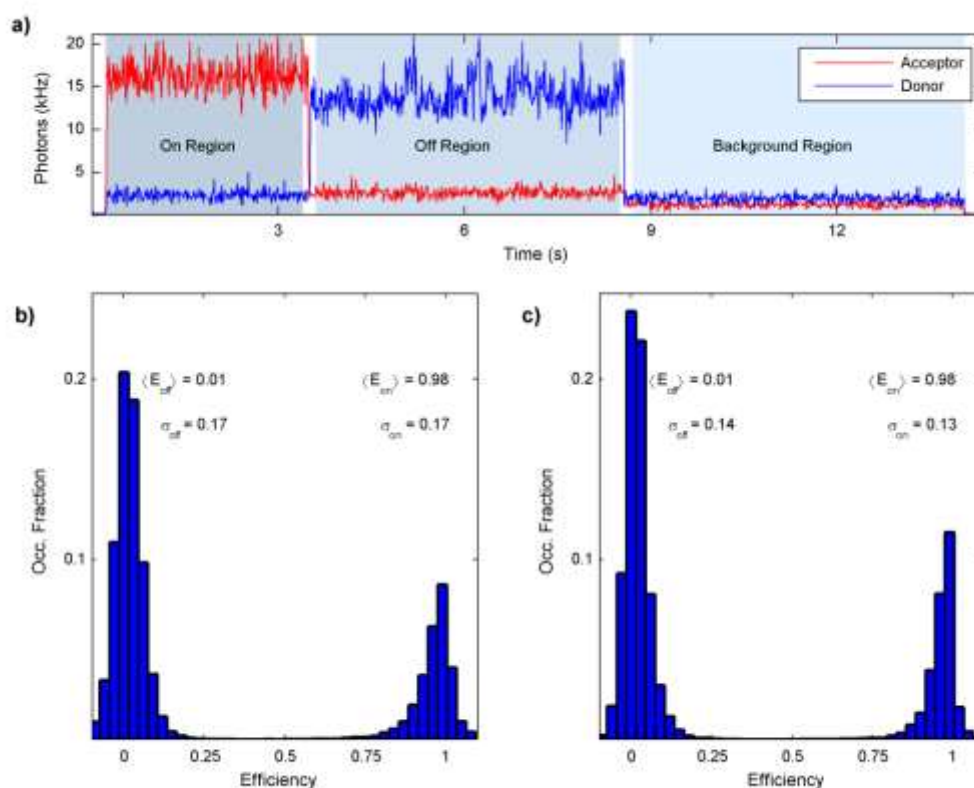 a)
20
15
10
5
Photons (kHz)
Acceptor
Donor
On Region
Off Region
Background Region
3
6
9
12
Time (s)
b)
0.2
0.1
Occ. Fraction
⟨E_off⟩ = 0.01
⟨E_on⟩ = 0.98
σ_off = 0.17
σ_on = 0.17
0
0.25
0.5
0.75
1
Efficiency
c)
0.2
0.1
Occ. Fraction
⟨E_off⟩ = 0.01
⟨E_on⟩ = 0.98
σ_off = 0.14
σ_on = 0.13
0
0.25
0.5
0.75
1
Efficiency